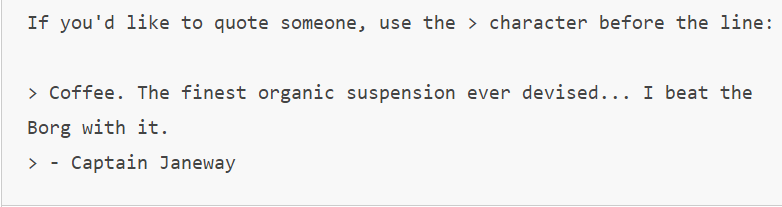 If you'd like to quote someone, use the > character before the line:
> Coffee. The finest organic suspension ever devised... I beat the
Borg with it.
> - Captain Janeway